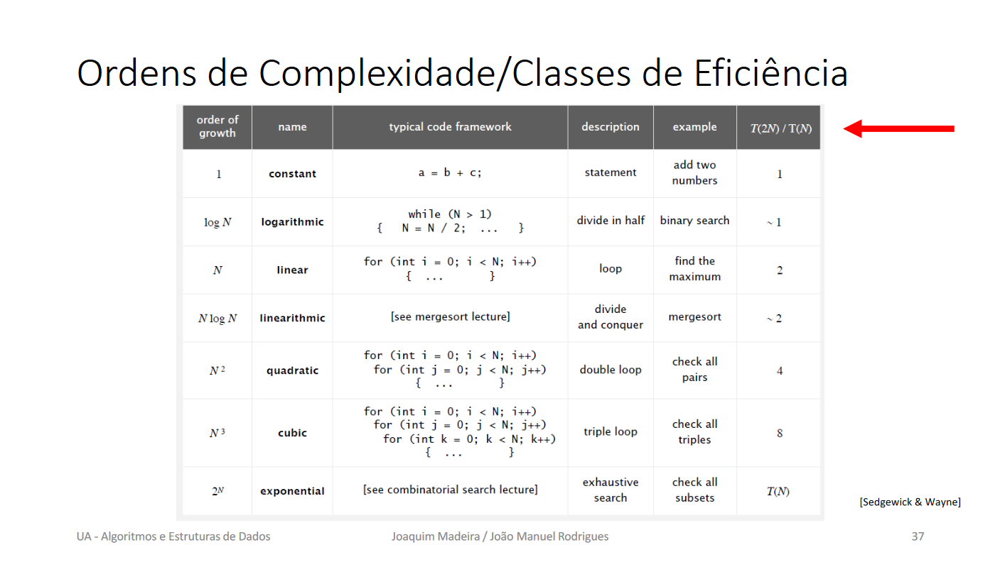 Ordens de Complexidade/Classes de Eficiência
order of
growth
name
typical code framework
description
example
T(2N) / T(N)
1
constant
a = b + c;
statement
add two
numbers
1
log N
logarithmic
while (N > 1)
{ N = N / 2; ... }
divide in half
binary search
~ 1
N
linear
for (int i = 0; i < N; i++)
{ ... }
loop
find the
maximum
2
N log N
linearithmic
[see mergesort lecture]
divide
and conquer
mergesort
~ 2
N²
quadratic
for (int i = 0; i < N; i++)
for (int j = 0; j < N; j++)
{ ... }
double loop
check all
pairs
4
N³
cubic
for (int i = 0; i < N; i++)
for (int j = 0; j < N; j++)
for (int k = 0; k < N; k++)
{ ... }
triple loop
check all
triples
8
2ᴺ
exponential
[see combinatorial search lecture]
exhaustive
search
check all
subsets
T(N)
[Sedgewick & Wayne]
UA - Algoritmos e Estruturas de Dados
Joaquim Madeira / João Manuel Rodrigues
37